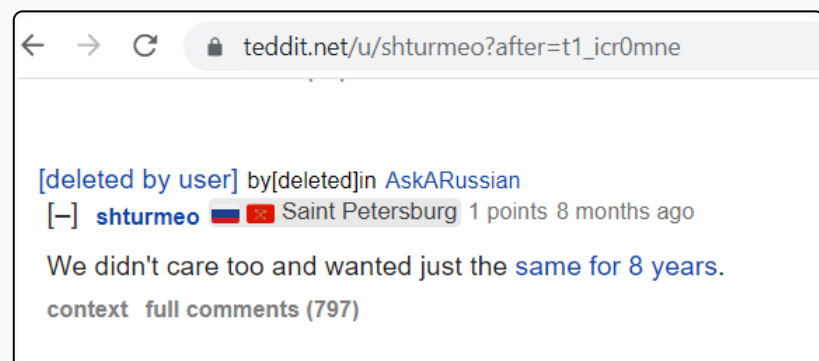 teddit.net/u/shturmeo?after=t1_icr0mne
[deleted by user] by[deleted]in AskARussian
[–] shturmeo Saint Petersburg 1 points 8 months ago
We didn't care too and wanted just the same for 8 years.
context full comments (797)